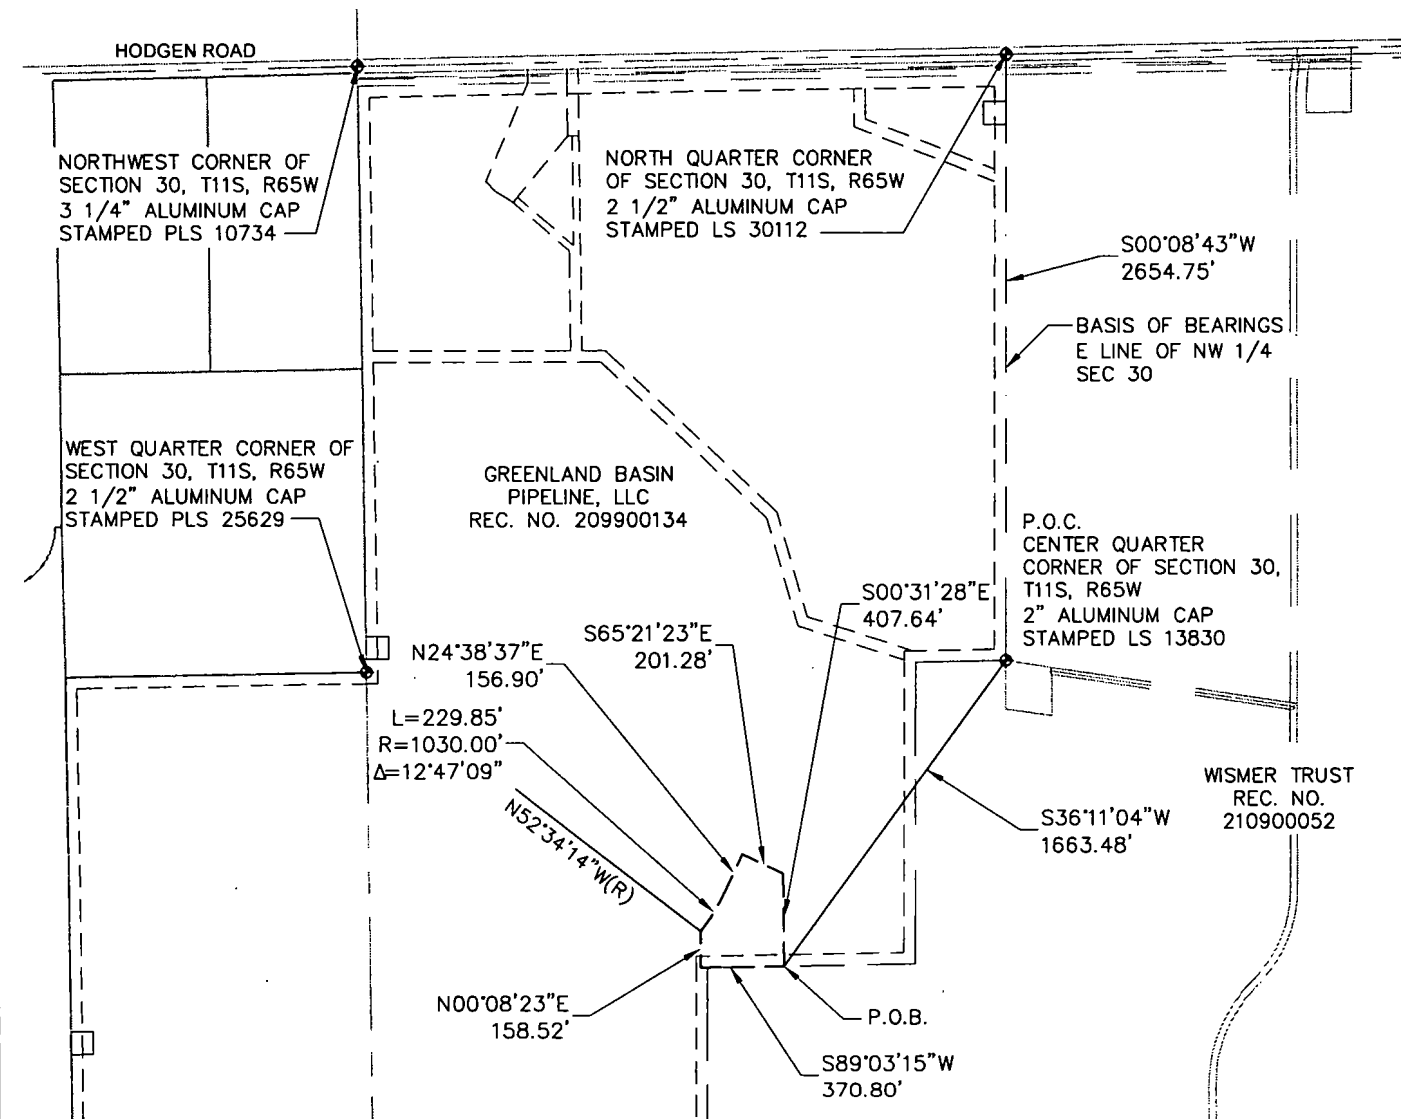 HODGEN ROAD
NORTHWEST CORNER OF
SECTION 30, T11S, R65W
3 1/4" ALUMINUM CAP
STAMPED PLS 10734
NORTH QUARTER CORNER
OF SECTION 30, T11S, R65W
2 1/2" ALUMINUM CAP
STAMPED LS 30112
S00°08'43"W
2654.75'
BASIS OF BEARINGS
E LINE OF NW 1/4
SEC 30
WEST QUARTER CORNER OF
SECTION 30, T11S, R65W
2 1/2" ALUMINUM CAP
STAMPED PLS 25629
GREENLAND BASIN
PIPELINE, LLC
REC. NO. 209900134
P.O.C.
CENTER QUARTER
CORNER OF SECTION 30,
T11S, R65W
2" ALUMINUM CAP
STAMPED LS 13830
S00°31'28"E
407.64'
S65°21'23"E
201.28'
N24°38'37"E
156.90'
L=229.85'
R=1030.00'
Δ=12°47'09"
N52°34'14"W(R)
WISMER TRUST
REC. NO.
210900052
S36°11'04"W
1663.48'
N00°08'23"E
158.52'
P.O.B.
S89°03'15"W
370.80'